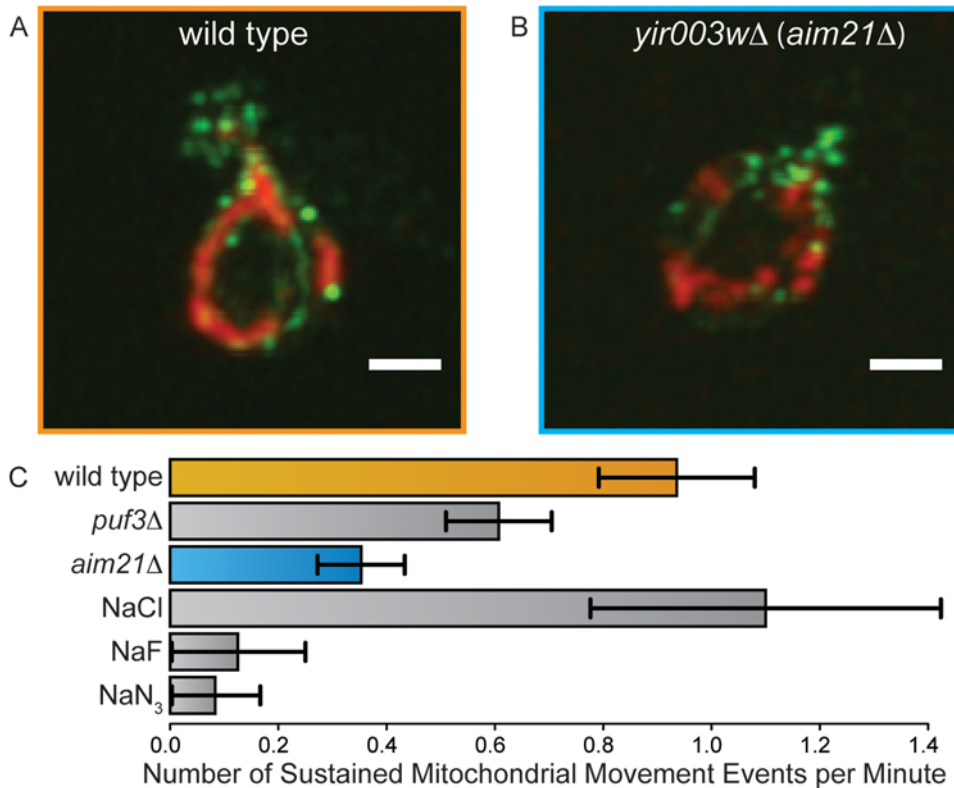 A
wild type
B
yir003wΔ (aim21Δ)
C
wild type
puf3Δ
aim21Δ
NaCl
NaF
NaN₃
0.0 0.2 0.4 0.6 0.8 1.0 1.2 1.4
Number of Sustained Mitochondrial Movement Events per Minute